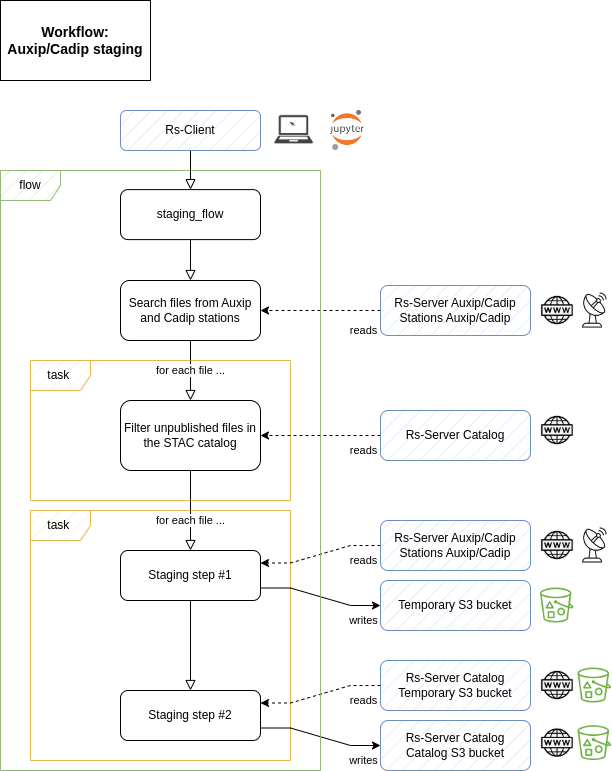 Workflow:
Auxip/Cadip staging
Rs-Client
jupyter
flow
staging_flow
Search files from Auxip
and Cadip stations
Rs-Server Auxip/Cadip
Stations Auxip/Cadip
WWW
reads
for each file ...
task
Filter unpublished files in
the STAC catalog
Rs-Server Catalog
WWW
reads
for each file ...
task
Rs-Server Auxip/Cadip
Stations Auxip/Cadip
WWW
reads
Staging step #1
Temporary S3 bucket
writes
Rs-Server Catalog
Temporary S3 bucket
WWW
reads
Staging step #2
Rs-Server Catalog
Catalog S3 bucket
WWW
writes